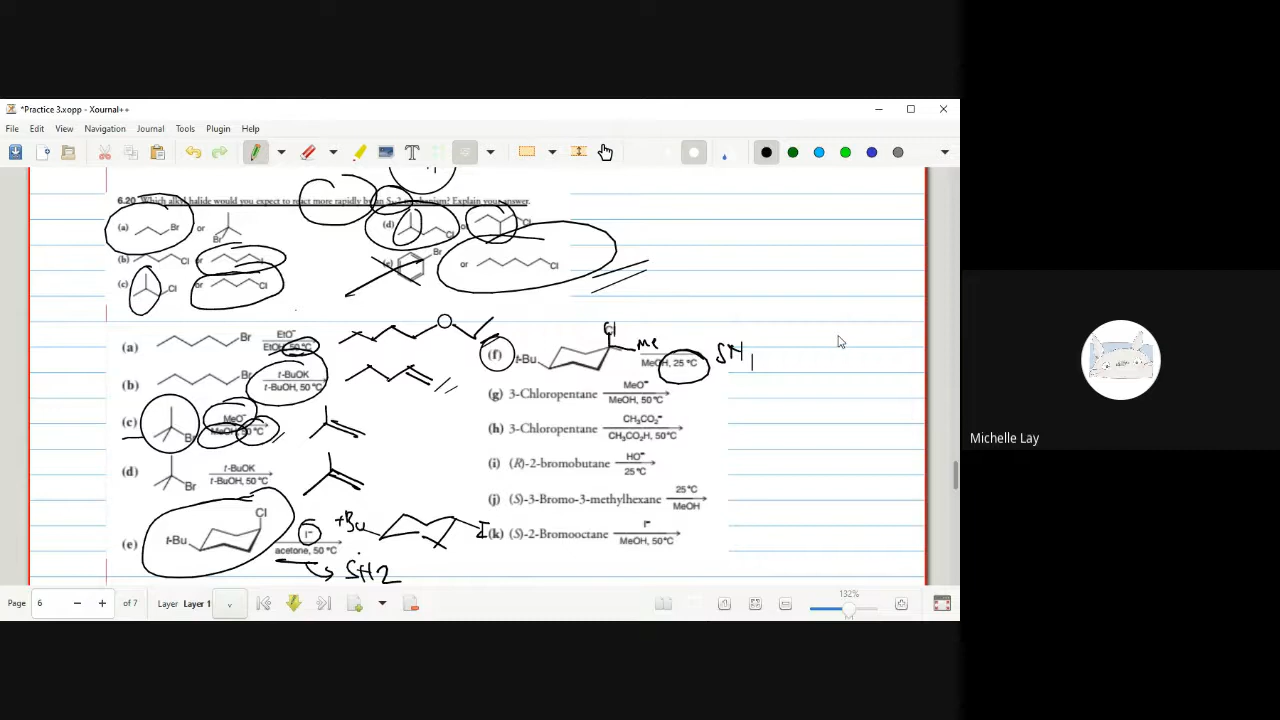 *Practice 3.xopp - Xournal++
File Edit View Navigation Journal Tools Plugin Help
6.20 Which alkyl halide would you expect to react more rapidly by an SN2 mechanism? Explain your answer.
(a) Br or Br
(d) Cl or Cl
(b) Cl or I
(e) Br or Cl
(c) Cl or Cl
(a) Br EtO⁻ EtOH, 50 °C O
(b) Br t-BuOK t-BuOH, 50 °C
(c) Br MeO⁻ MeOH, 50 °C
(d) Br t-BuOK t-BuOH, 50 °C
(e) t-Bu Cl I⁻ acetone, 50 °C tBu I
SN2
(f) t-Bu Cl Me MeOH, 25 °C SN1
(g) 3-Chloropentane MeO⁻ MeOH, 50°C
(h) 3-Chloropentane CH₃CO₂⁻ CH₃CO₂H, 50°C
(i) (R)-2-bromobutane HO⁻ 25 °C
(j) (S)-3-Bromo-3-methylhexane 25 °C MeOH
(k) (S)-2-Bromooctane I⁻ MeOH, 50°C
Page 6 of 7 Layer Layer 1 132%
Michelle Lay